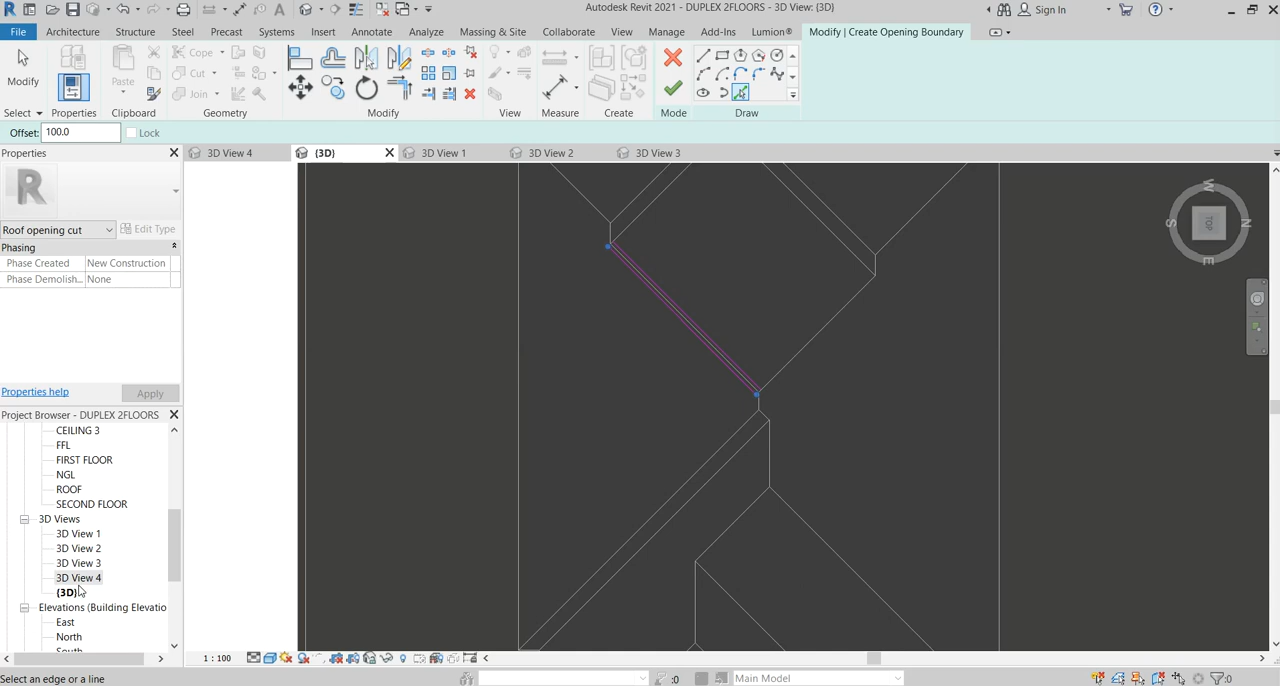 Autodesk Revit 2021 - DUPLEX 2FLOORS - 3D View: {3D}
Sign In
File Architecture Structure Steel Precast Systems Insert Annotate Analyze Massing & Site Collaborate View Manage Add-Ins Lumion® Modify | Create Opening Boundary
Modify
Paste
Cope
Cut
Join
Select Properties Clipboard Geometry Modify View Measure Create Mode Draw
Offset: 100.0 Lock
Properties
3D View 4 {3D} 3D View 1 3D View 2 3D View 3
R
Roof opening cut Edit Type
Phasing
Phase Created New Construction
Phase Demolish... None
Properties help Apply
Project Browser - DUPLEX 2FLOORS
CEILING 3
FFL
FIRST FLOOR
NGL
ROOF
SECOND FLOOR
3D Views
3D View 1
3D View 2
3D View 3
3D View 4
{3D}
Elevations (Building Elevatio
East
North
W
S
TOP
N
E
1 : 100
Select an edge or a line
:0
Main Model
:0